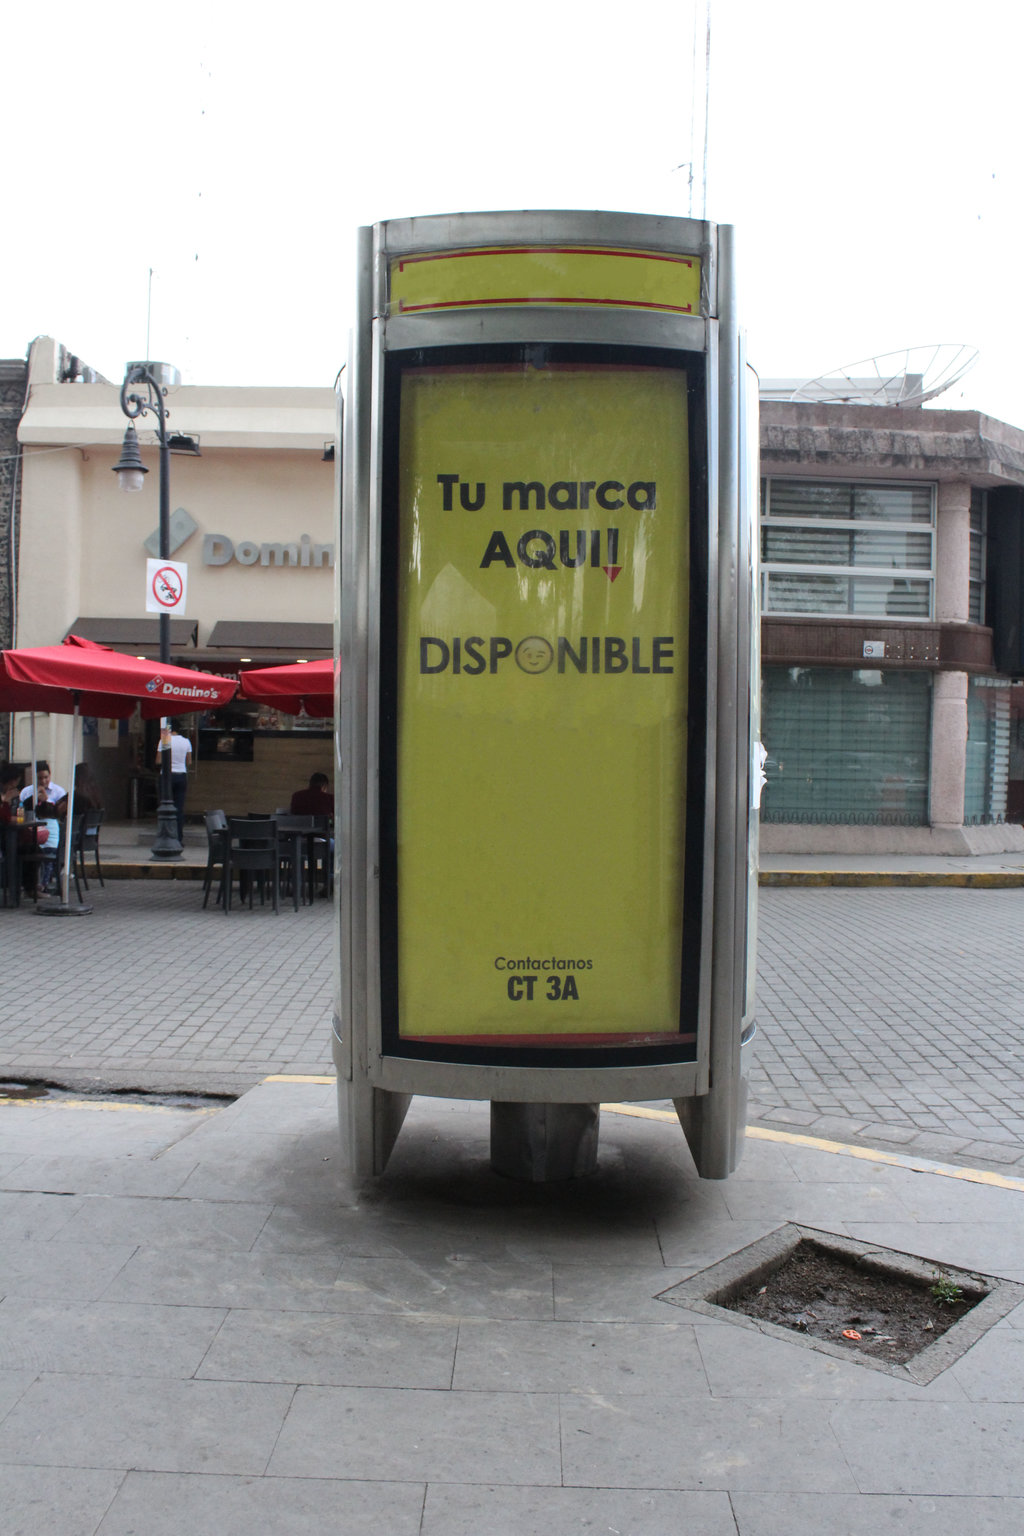 Tu marca
AQUI!
DISPONIBLE
Contactanos
CT 3A
Domin
Domino's